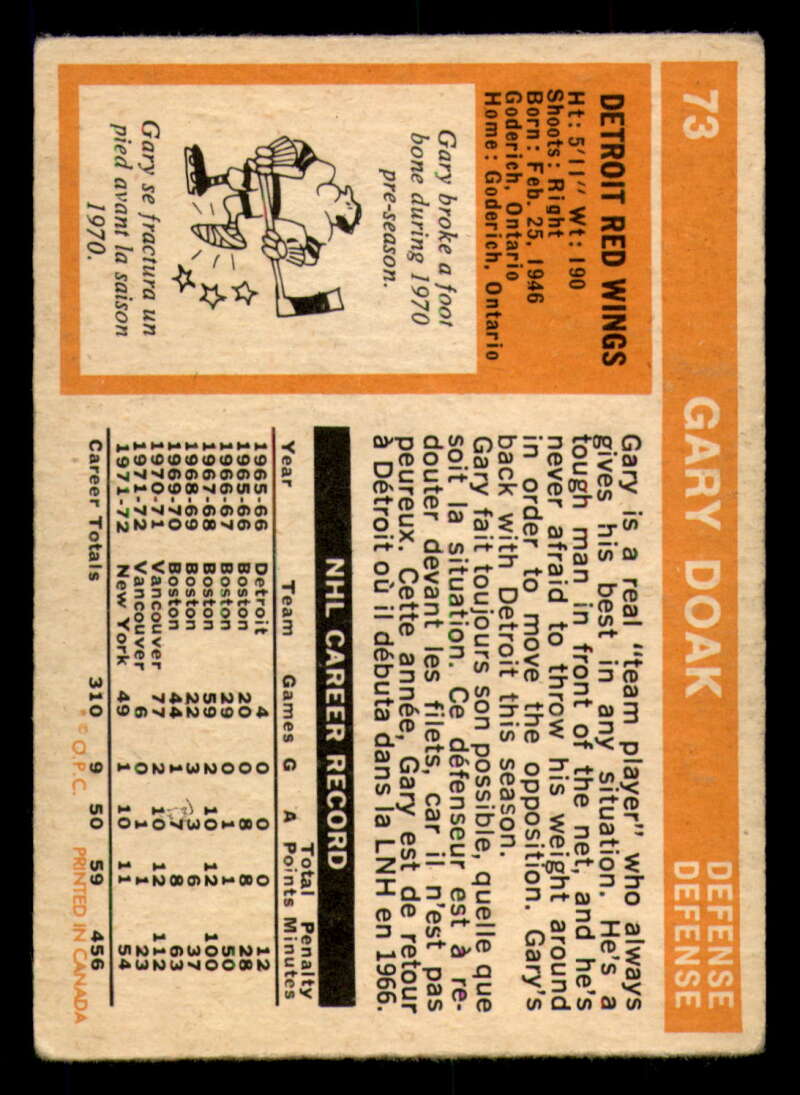 73 GARY DOAK DEFENSE
DEFENSE
DETROIT RED WINGS
Ht: 5'11" Wt: 190
Shoots: Right
Born: Feb. 25, 1946
Goderich, Ontario
Home: Goderich, Ontario
Gary broke a foot
bone during 1970
pre-season.
Gary se fractura un
pied avant la saison
1970.
Gary is a real "team player" who always
gives his best in any situation. He's a
tough man in front of the net, and he's
never afraid to throw his weight around
in order to move the opposition. Gary's
back with Detroit this season.
Gary fait toujours son possible, quelle que
soit la situation. Ce défenseur est à re-
douter devant les filets, car il n'est pas
peureux. Cette année, Gary est de retour
à Détroit où il débuta dans la LNH en 1966.
NHL CAREER RECORD
Total Penalty
Year Team Games G A Points Minutes
1965-66 Detroit 4 0 0 0 12
1965-66 Boston 20 0 8 8 28
1966-67 Boston 29 0 1 1 50
1967-68 Boston 59 2 10 12 100
1968-69 Boston 22 3 3 6 37
1969-70 Boston 44 1 7 8 63
1970-71 Vancouver 77 2 10 12 112
1971-72 Vancouver 6 0 1 1 23
1971-72 New York 49 1 10 11 54
Career Totals 310 9 50 59 456
* © O.P.C. PRINTED IN CANADA